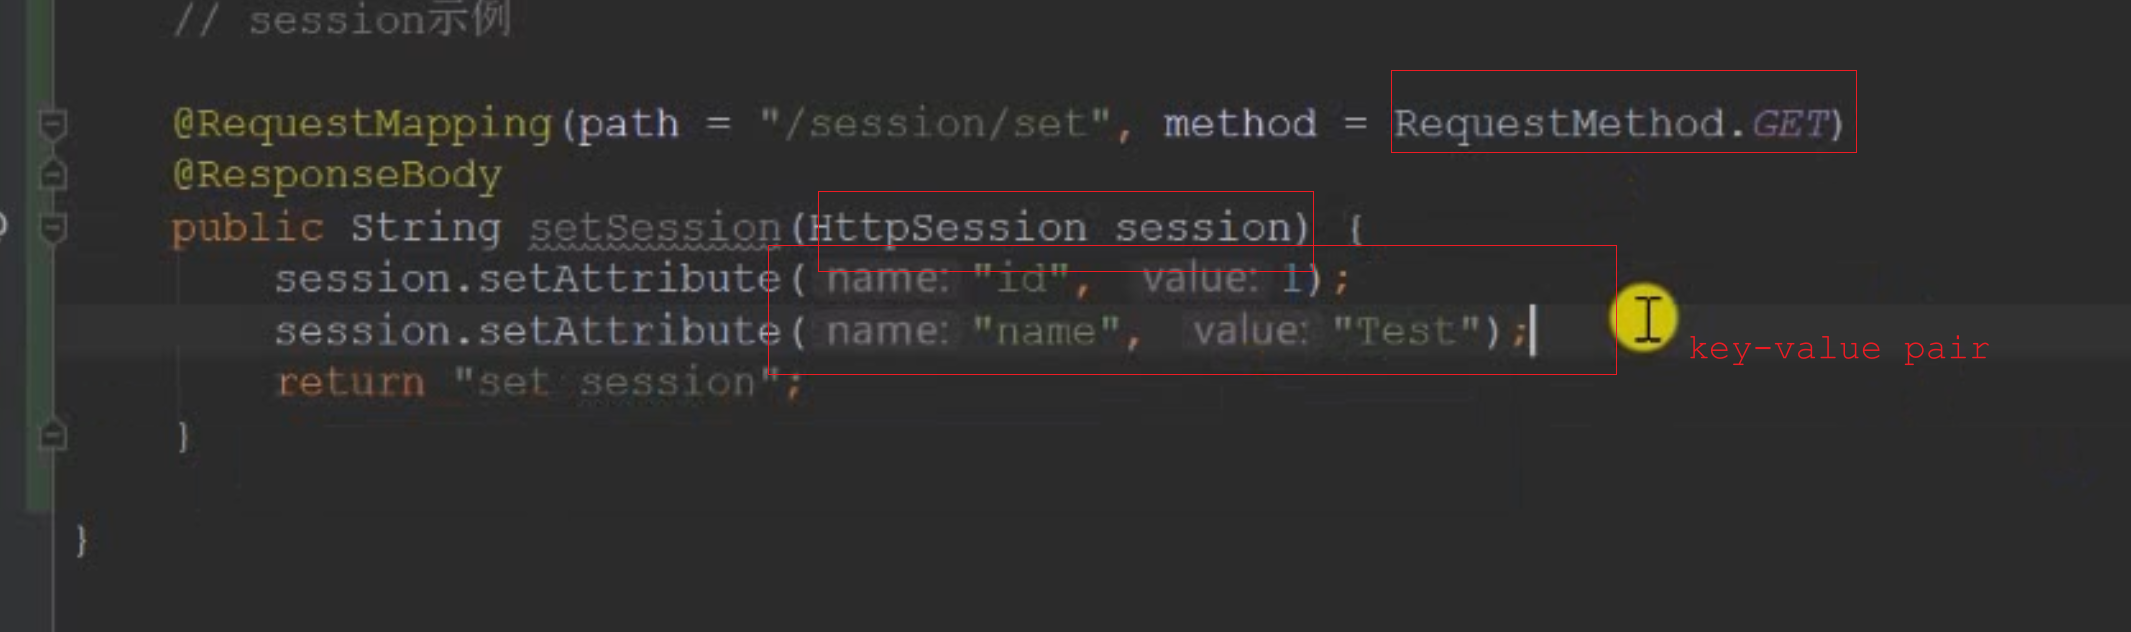 // session示例
@RequestMapping(path = "/session/set", method = RequestMethod.GET)
@ResponseBody
public String setSession(HttpSession session) {
session.setAttribute( name: "id", value: 1);
session.setAttribute( name: "name", value: "Test");
key-value pair
return "set session";
}
}